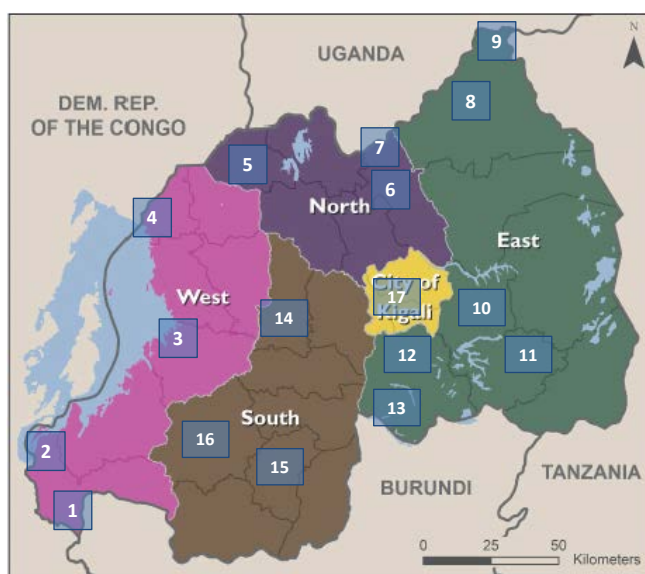 9
N
UGANDA
DEM. REP.
OF THE CONGO
8
7
5
6
North
4
East
West
City of
Kigali
17
10
14
3
12
11
13
South
16
2
15
BURUNDI
TANZANIA
1
0 25 50
Kilometers